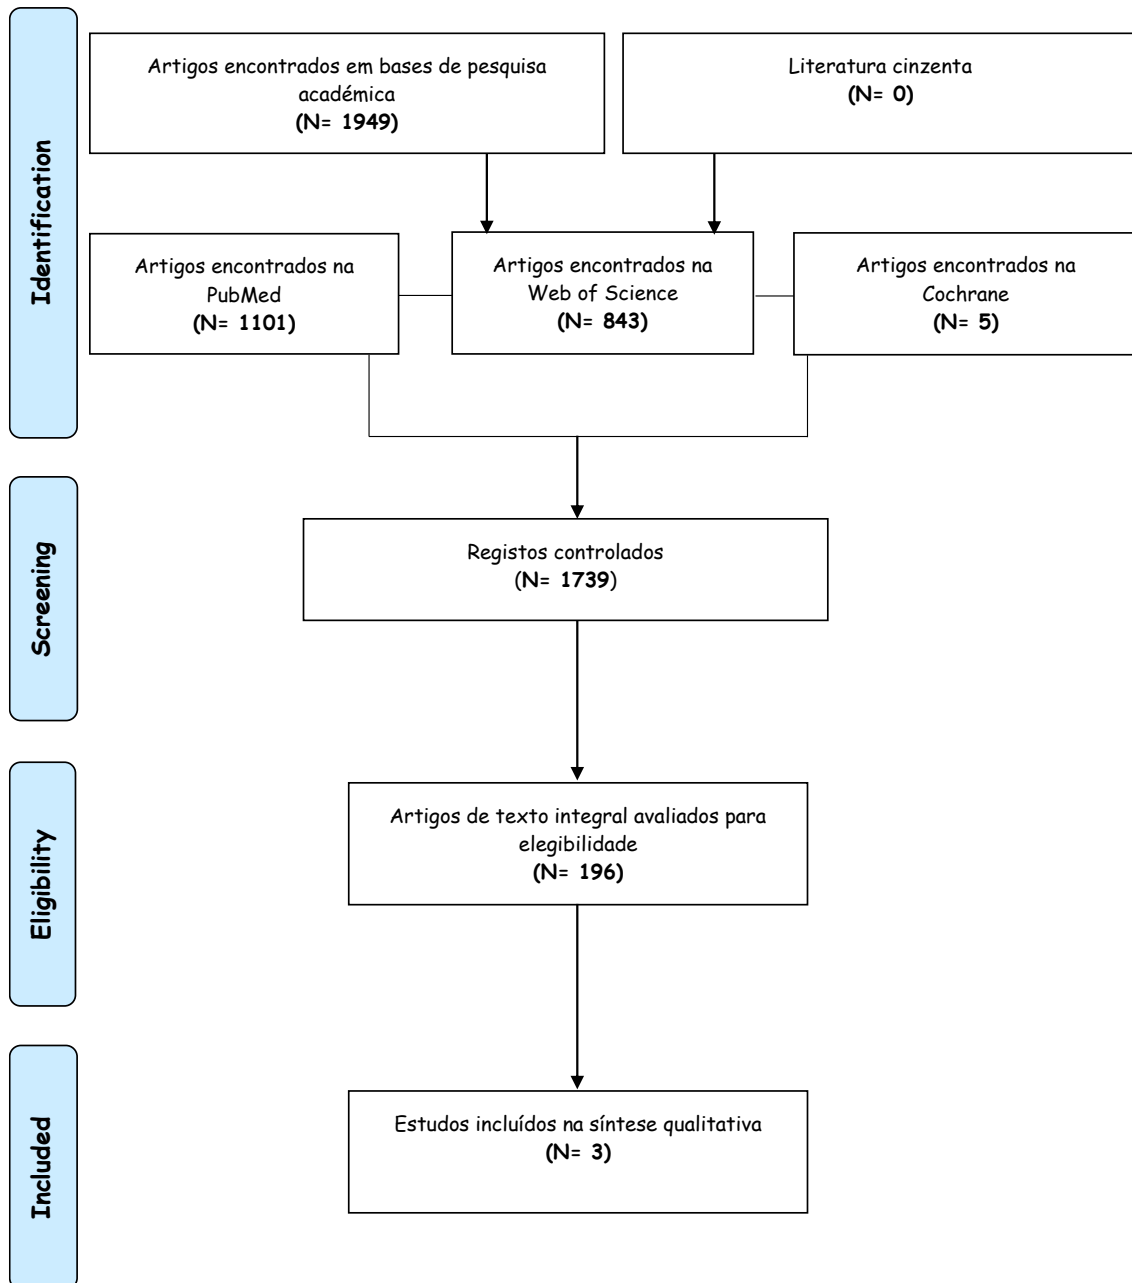 Identification
Artigos encontrados em bases de pesquisa
académica
(N= 1949)
Literatura cinzenta
(N= 0)
Artigos encontrados na
PubMed
(N= 1101)
Artigos encontrados na
Web of Science
(N= 843)
Artigos encontrados na
Cochrane
(N= 5)
Screening
Registos controlados
(N= 1739)
Eligibility
Artigos de texto integral avaliados para
elegibilidade
(N= 196)
Included
Estudos incluídos na síntese qualitativa
(N= 3)